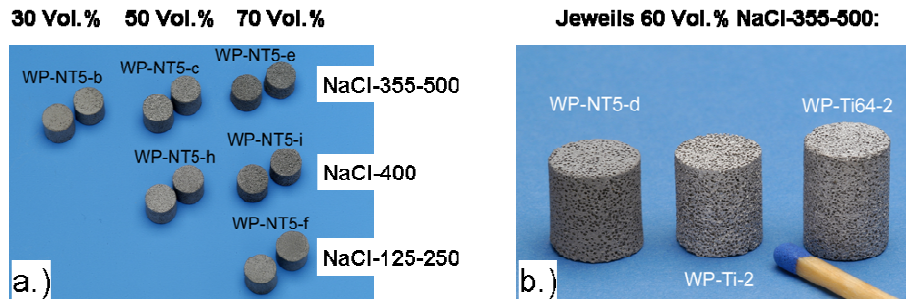 30 Vol.% 50 Vol.% 70 Vol.%
WP-NT5-b WP-NT5-c WP-NT5-e
NaCl-355-500
WP-NT5-h WP-NT5-i
NaCl-400
WP-NT5-f
NaCl-125-250
a.)
Jeweils 60 Vol.% NaCl-355-500:
WP-NT5-d WP-Ti64-2
WP-Ti-2
b.)